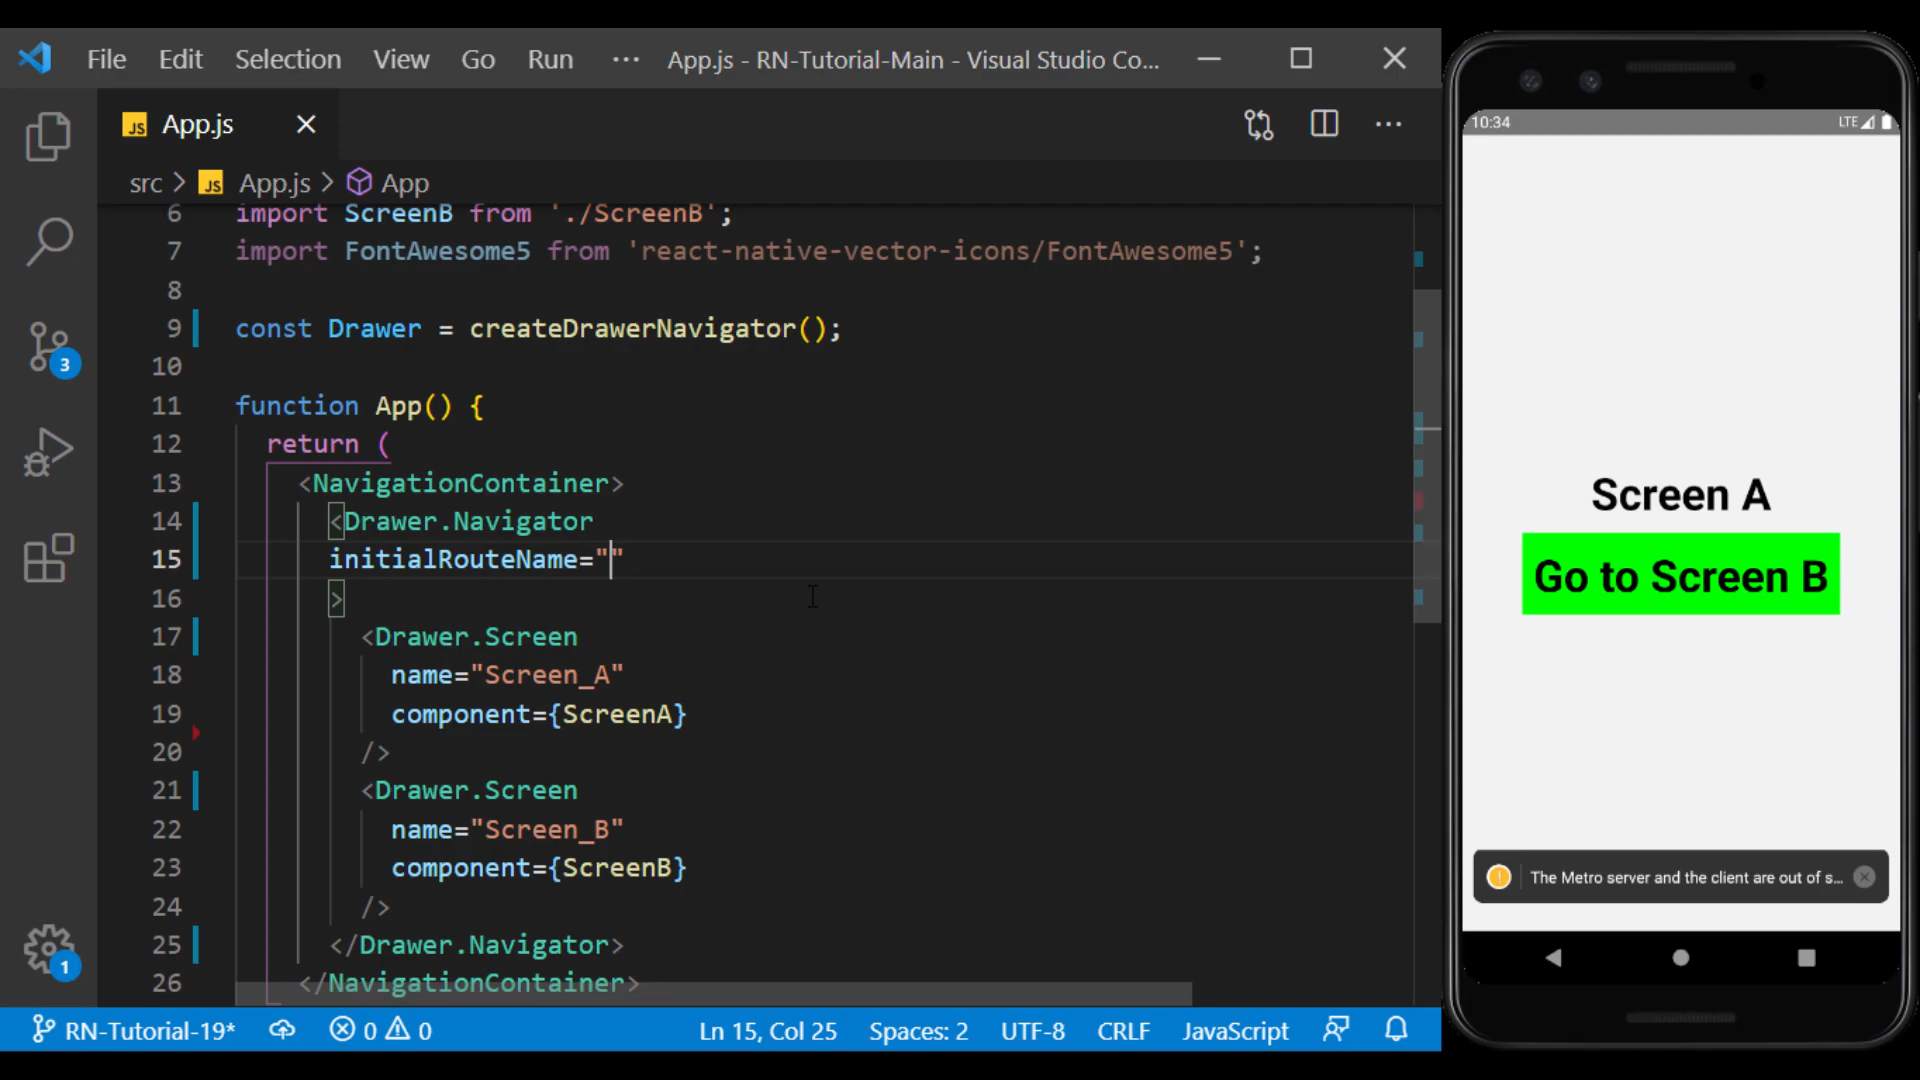 File Edit Selection View Go Run ··· App.js - RN-Tutorial-Main - Visual Studio Co...
JS App.js
src > JS App.js > App
6 import ScreenB from './ScreenB';
7 import FontAwesome5 from 'react-native-vector-icons/FontAwesome5';
8
9 const Drawer = createDrawerNavigator();
10
11 function App() {
12 return (
13 <NavigationContainer>
14 <Drawer.Navigator
15 initialRouteName=""
16 >
17 <Drawer.Screen
18 name="Screen_A"
19 component={ScreenA}
20 />
21 <Drawer.Screen
22 name="Screen_B"
23 component={ScreenB}
24 />
25 </Drawer.Navigator>
26 </NavigationContainer>
3
1
RN-Tutorial-19* 0 0 Ln 15, Col 25 Spaces: 2 UTF-8 CRLF JavaScript
10:34 LTE
Screen A
Go to Screen B
The Metro server and the client are out of s...